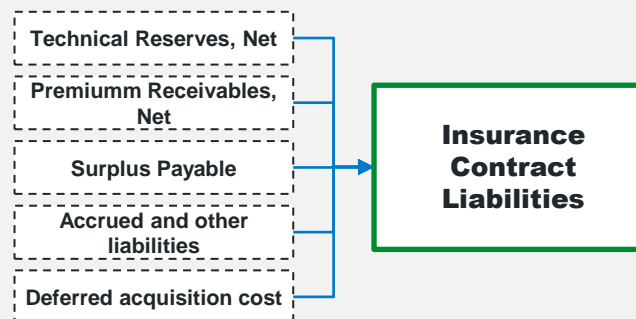 Technical Reserves, Net
Premiumm Receivables,
Net
Surplus Payable
Accrued and other
liabilities
Deferred acquisition cost
Insurance
Contract
Liabilities